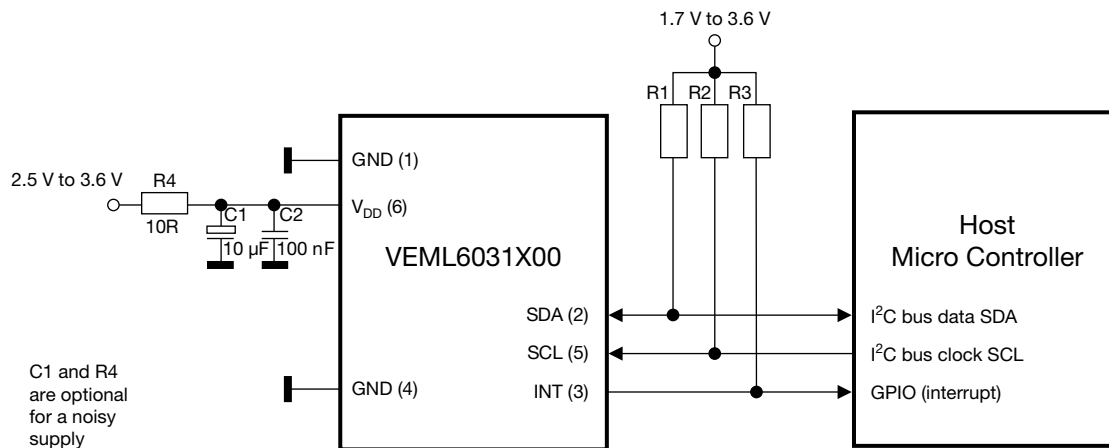 1.7 V to 3.6 V
R1 R2 R3
GND (1)
2.5 V to 3.6 V
R4
10R
C1
10 µF
C2
100 nF
V_DD (6)
VEML6031X00
Host
Micro Controller
SDA (2)
I²C bus data SDA
SCL (5)
I²C bus clock SCL
GND (4)
INT (3)
GPIO (interrupt)
C1 and R4
are optional
for a noisy
supply